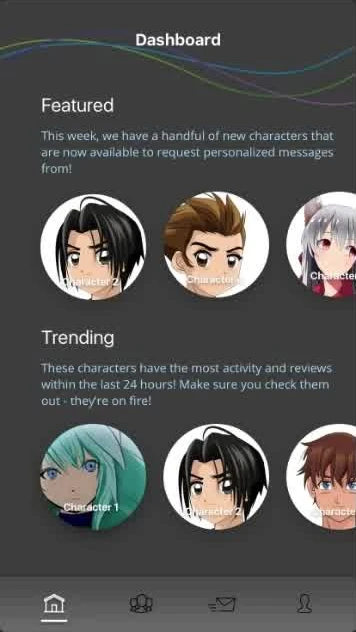 Dashboard
Featured
This week, we have a handful of new characters that
are now available to request personalized messages
from!
Character 2
Character
Trending
These characters have the most activity and reviews
within the last 24 hours! Make sure you check them
out - they're on fire!
Character 1
Character 2